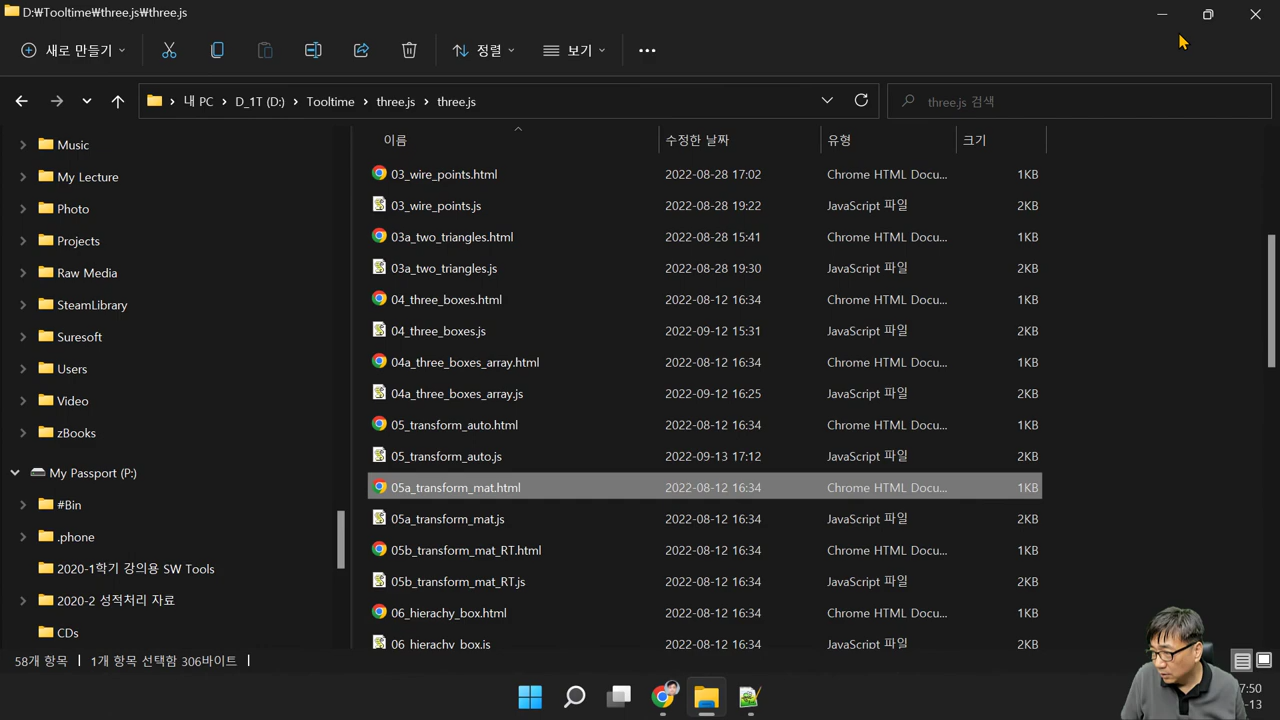 D:₩Tooltime₩three.js₩three.js
새로 만들기
정렬
보기
내 PC
D_1T (D:)
Tooltime
three.js
three.js
three.js 검색
이름
수정한 날짜
유형
크기
Music
My Lecture
Photo
Projects
Raw Media
SteamLibrary
Suresoft
Users
Video
zBooks
My Passport (P:)
#Bin
.phone
2020-1학기 강의용 SW Tools
2020-2 성적처리 자료
CDs
03_wire_points.html 2022-08-28 17:02 Chrome HTML Docu... 1KB
03_wire_points.js 2022-08-28 19:22 JavaScript 파일 2KB
03a_two_triangles.html 2022-08-28 15:41 Chrome HTML Docu... 1KB
03a_two_triangles.js 2022-08-28 19:30 JavaScript 파일 2KB
04_three_boxes.html 2022-08-12 16:34 Chrome HTML Docu... 1KB
04_three_boxes.js 2022-09-12 15:31 JavaScript 파일 2KB
04a_three_boxes_array.html 2022-08-12 16:34 Chrome HTML Docu... 1KB
04a_three_boxes_array.js 2022-09-12 16:25 JavaScript 파일 2KB
05_transform_auto.html 2022-08-12 16:34 Chrome HTML Docu... 1KB
05_transform_auto.js 2022-09-13 17:12 JavaScript 파일 2KB
05a_transform_mat.html 2022-08-12 16:34 Chrome HTML Docu... 1KB
05a_transform_mat.js 2022-08-12 16:34 JavaScript 파일 2KB
05b_transform_mat_RT.html 2022-08-12 16:34 Chrome HTML Docu... 1KB
05b_transform_mat_RT.js 2022-08-12 16:34 JavaScript 파일 2KB
06_hierachy_box.html 2022-08-12 16:34 Chrome HTML Docu... 1KB
06_hierachy_box.js 2022-08-12 16:34 JavaScript 파일 2KB
58개 항목
1개 항목 선택함 306바이트
7:50
-13